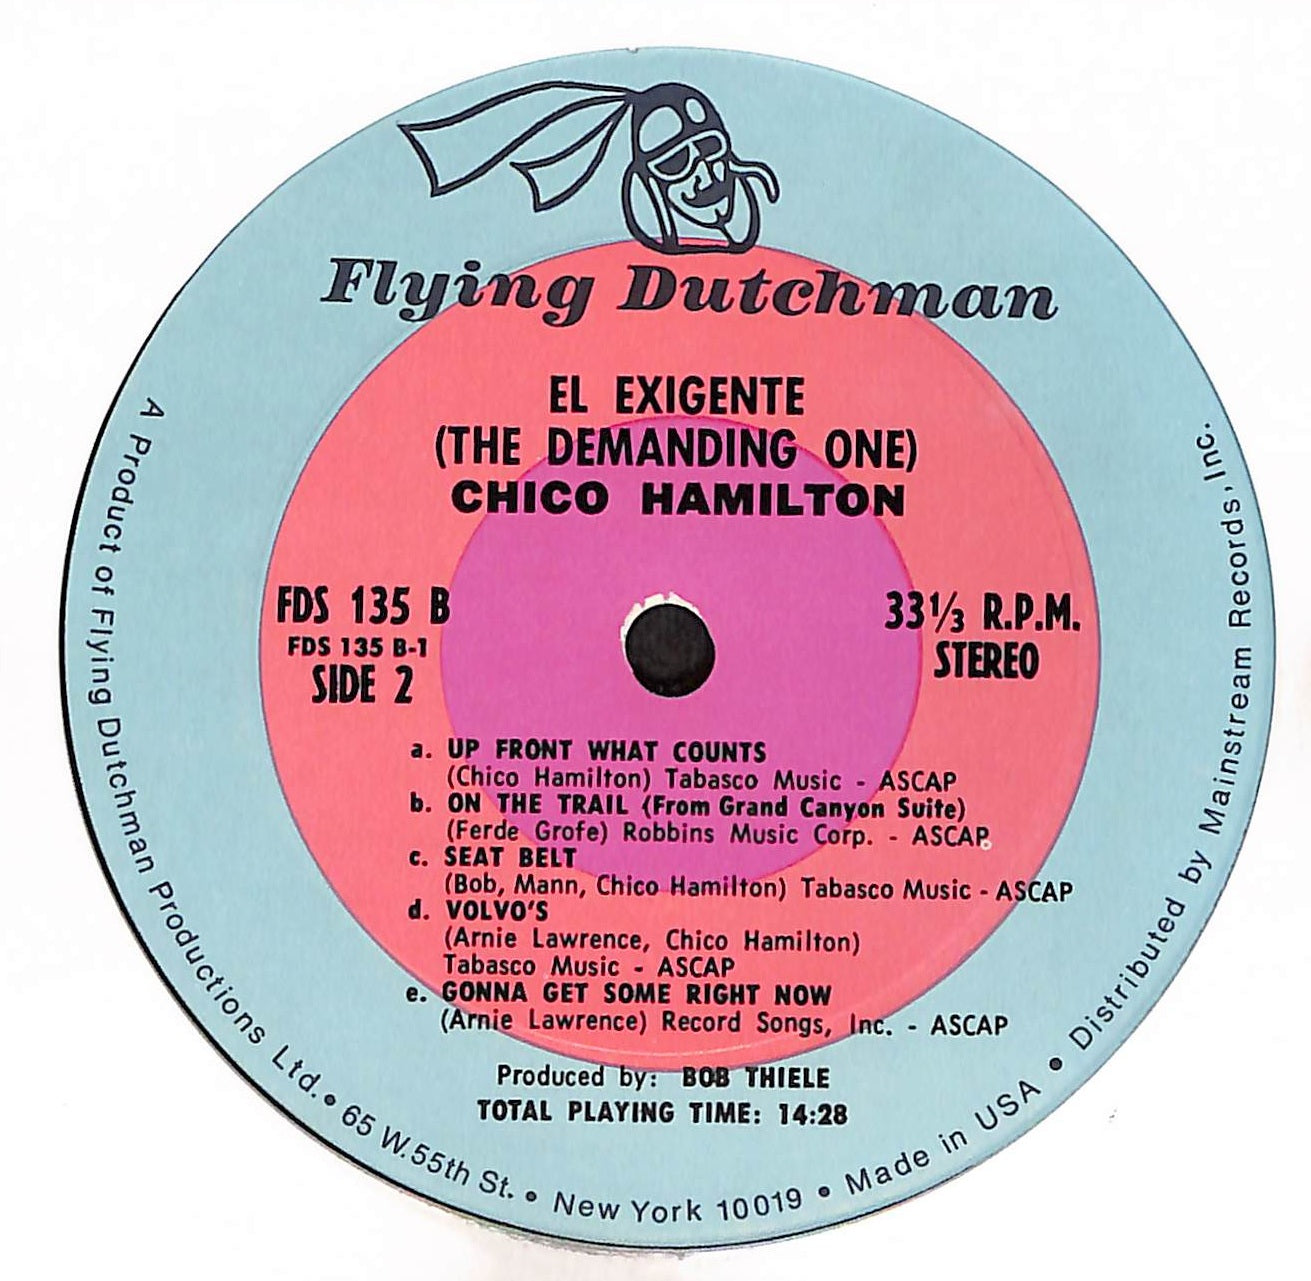 Flying Dutchman
EL EXIGENTE
(THE DEMANDING ONE)
CHICO HAMILTON
FDS 135 B
FDS 135 B-1
SIDE 2
33⅓ R.P.M.
STEREO
a. UP FRONT WHAT COUNTS
(Chico Hamilton) Tabasco Music - ASCAP
b. ON THE TRAIL (From Grand Canyon Suite)
(Ferde Grofe) Robbins Music Corp. - ASCAP
c. SEAT BELT
(Bob, Mann, Chico Hamilton) Tabasco Music - ASCAP
d. VOLVO'S
(Arnie Lawrence, Chico Hamilton)
Tabasco Music - ASCAP
e. GONNA GET SOME RIGHT NOW
(Arnie Lawrence) Record Songs, Inc. - ASCAP
Produced by: BOB THIELE
TOTAL PLAYING TIME: 14:28
A Product of Flying Dutchman Productions Ltd. • 65 W.55th St. • New York 10019 • Made in USA • Distributed by Mainstream Records, Inc.